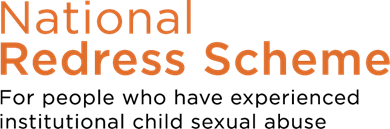 National
Redress Scheme
For people who have experienced
institutional child sexual abuse